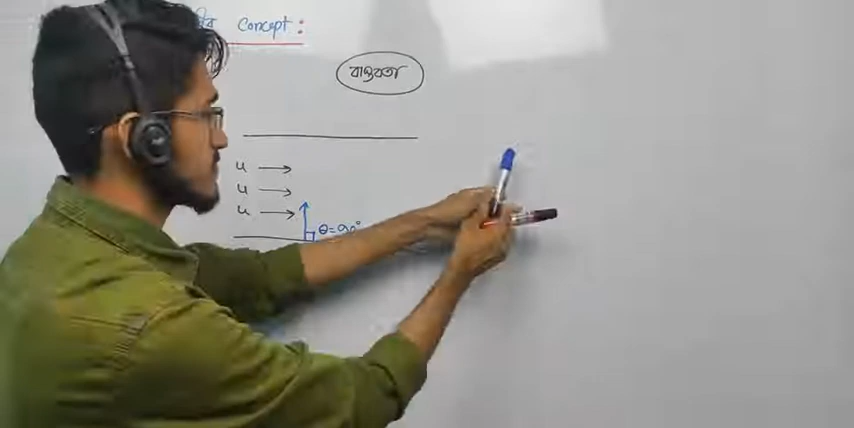 Concept :
বাস্তবতা
u
u
u
θ = 90°